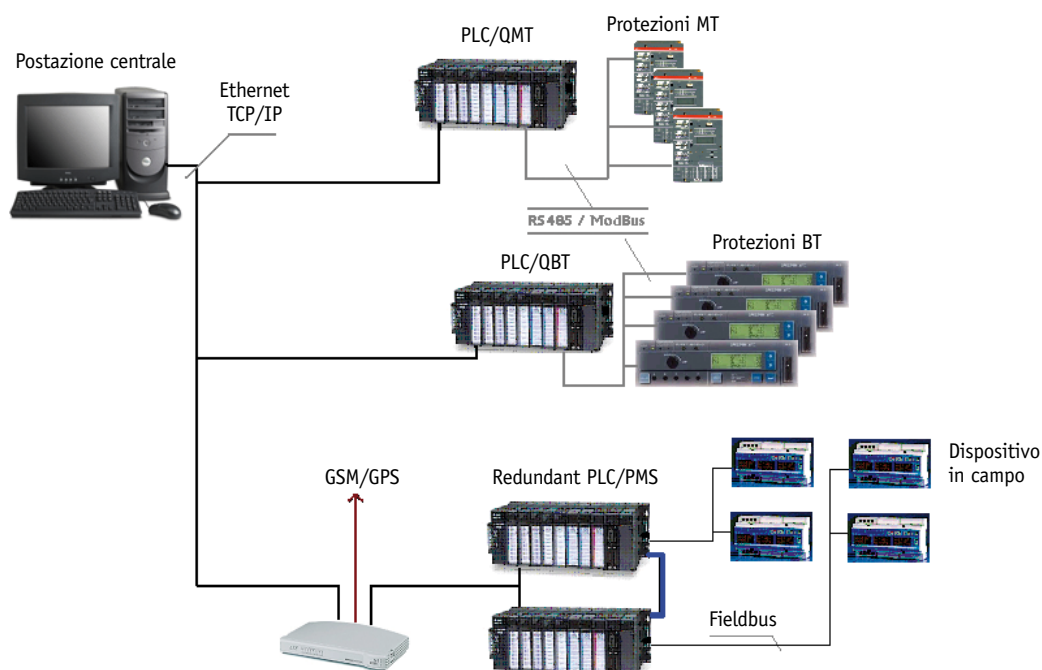 PLC/QMT
Protezioni MT
Postazione centrale
Ethernet
TCP/IP
RS485 / ModBus
Protezioni BT
PLC/QBT
GSM/GPS
Redundant PLC/PMS
Dispositivo
in campo
Fieldbus